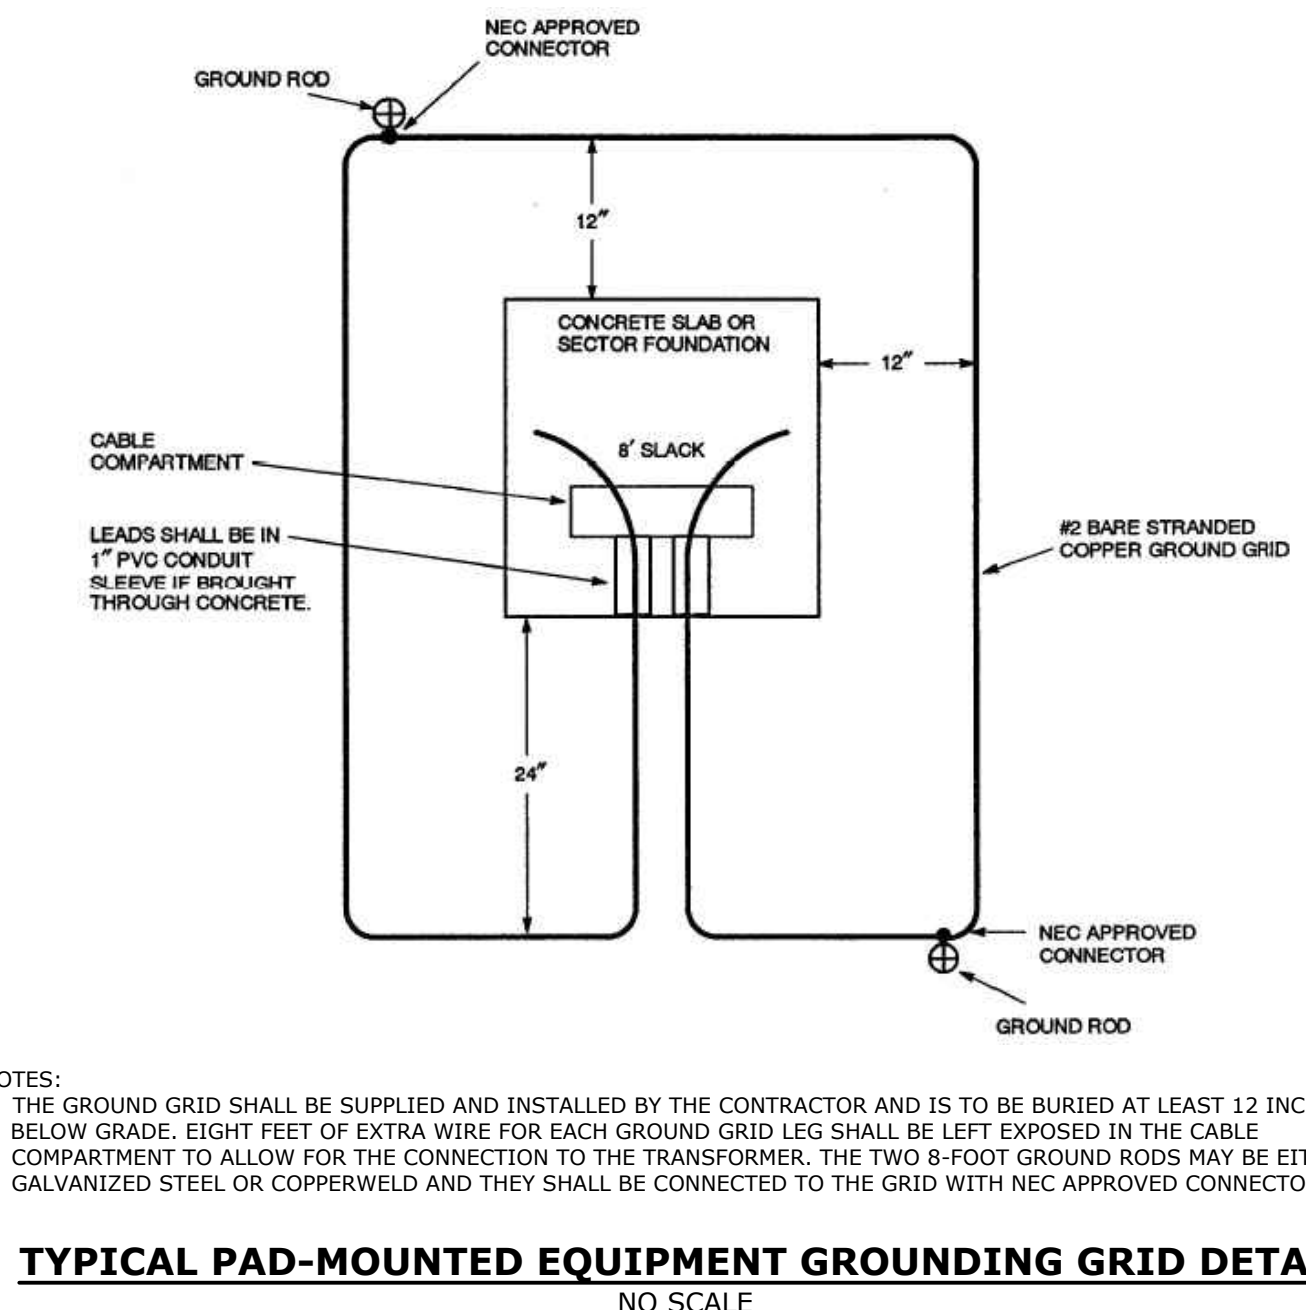 NEC APPROVED
CONNECTOR
GROUND ROD
12″
CONCRETE SLAB OR
SECTOR FOUNDATION
12″
CABLE
COMPARTMENT
8′ SLACK
LEADS SHALL BE IN
1″ PVC CONDUIT
SLEEVE IF BROUGHT
THROUGH CONCRETE.
#2 BARE STRANDED
COPPER GROUND GRID
24″
NEC APPROVED
CONNECTOR
GROUND ROD
OTES:
THE GROUND GRID SHALL BE SUPPLIED AND INSTALLED BY THE CONTRACTOR AND IS TO BE BURIED AT LEAST 12 INC
BELOW GRADE. EIGHT FEET OF EXTRA WIRE FOR EACH GROUND GRID LEG SHALL BE LEFT EXPOSED IN THE CABLE
COMPARTMENT TO ALLOW FOR THE CONNECTION TO THE TRANSFORMER. THE TWO 8-FOOT GROUND RODS MAY BE EIT
GALVANIZED STEEL OR COPPERWELD AND THEY SHALL BE CONNECTED TO THE GRID WITH NEC APPROVED CONNECTO
TYPICAL PAD-MOUNTED EQUIPMENT GROUNDING GRID DETA
NO SCALE